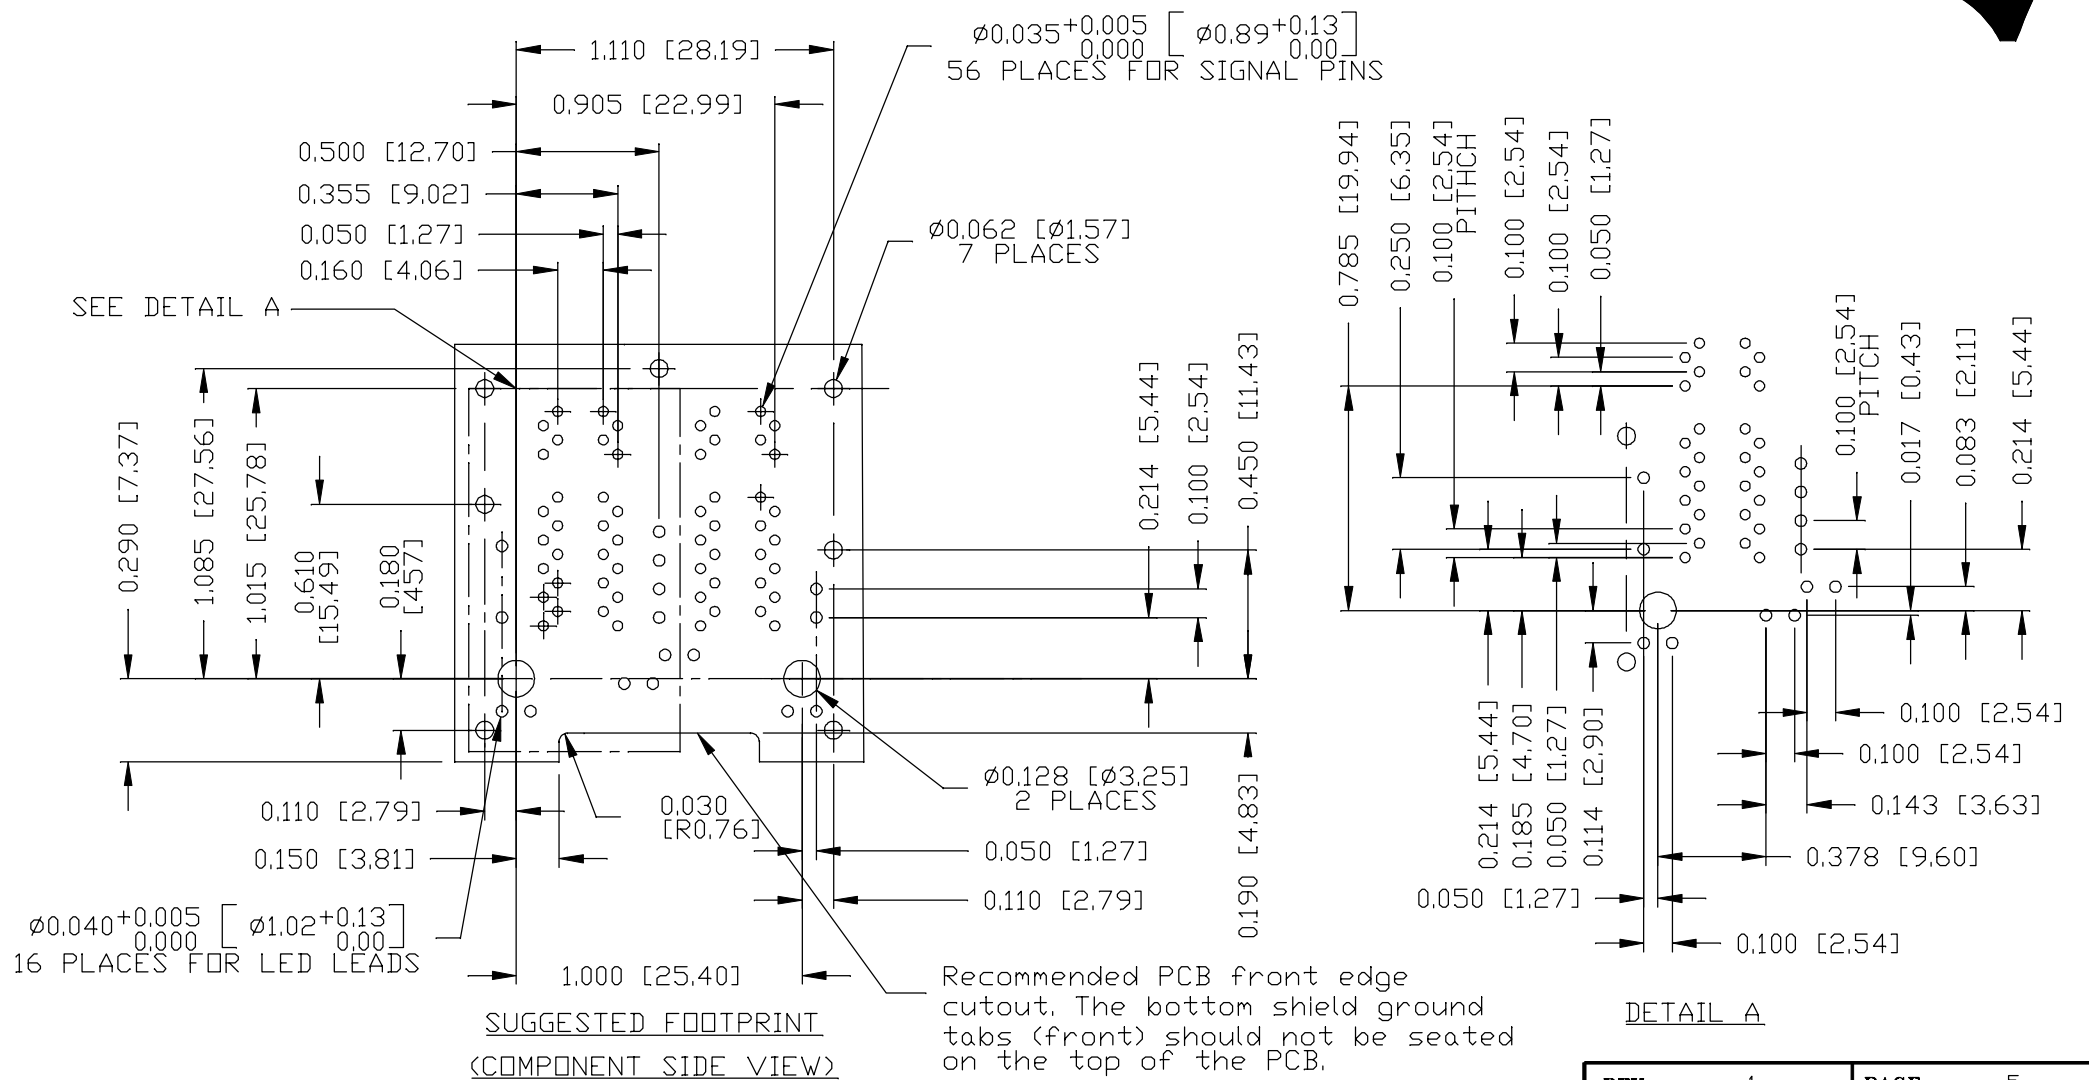 1.110 [28.19]
0.905 [22.99]
0.500 [12.70]
0.355 [9.02]
0.050 [1.27]
0.160 [4.06]
SEE DETAIL A
ø0.035+0.005 0.000 [ø0.89+0.13 0.00]
56 PLACES FOR SIGNAL PINS
ø0.062 [ø1.57]
7 PLACES
0.290 [7.37]
1.085 [27.56]
1.015 [25.78]
0.610
[15.49]
0.180
[457]
0.214 [5.44]
0.100 [2.54]
0.450 [11.43]
0.110 [2.79]
0.150 [3.81]
0.030
[R0.76]
ø0.128 [ø3.25]
2 PLACES
0.050 [1.27]
0.110 [2.79]
0.190 [4.83]
ø0.040+0.005 0.000 [ø1.02+0.13 0.00]
16 PLACES FOR LED LEADS
1.000 [25.40]
SUGGESTED FOOTPRINT
(COMPONENT SIDE VIEW)
Recommended PCB front edge
cutout. The bottom shield ground
tabs (front) should not be seated
on the top of the PCB.
0.785 [19.94]
0.250 [6.35]
0.100 [2.54]
PITHCH
0.100 [2.54]
0.100 [2.54]
0.050 [1.27]
0.100 [2.54]
PITCH
0.017 [0.43]
0.083 [2.11]
0.214 [5.44]
0.214 [5.44]
0.185 [4.70]
0.050 [1.27]
0.114 [2.90]
0.100 [2.54]
0.100 [2.54]
0.143 [3.63]
0.378 [9.60]
0.050 [1.27]
0.100 [2.54]
DETAIL A